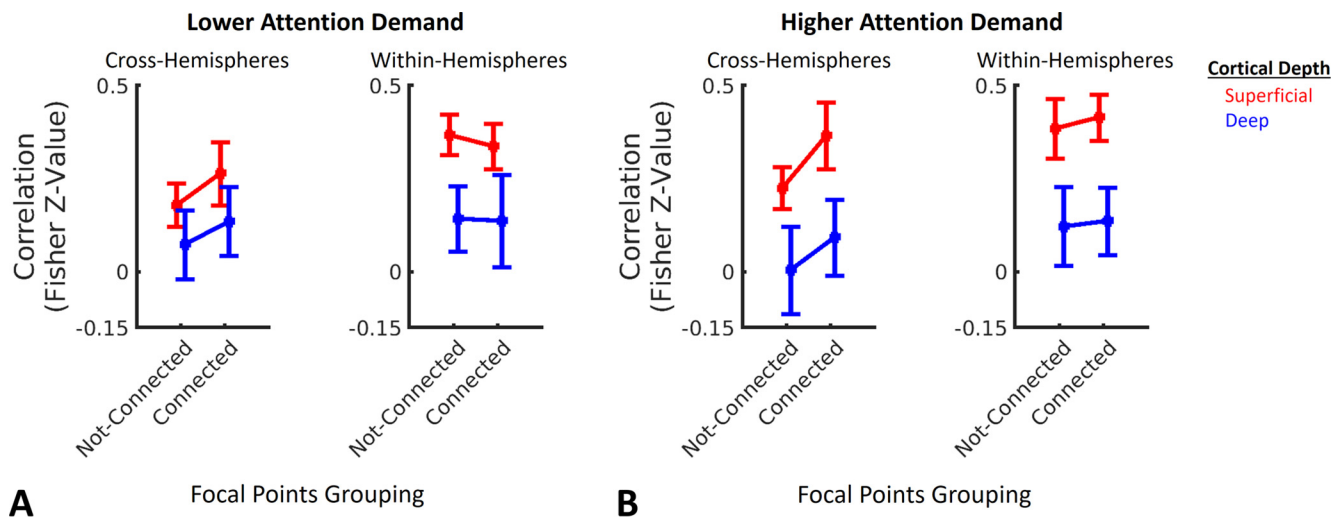 Lower Attention Demand
Cross-Hemispheres
Within-Hemispheres
Correlation
(Fisher Z-Value)
0.5
0
-0.15
0.5
0
-0.15
Not-Connected
Connected
Not-Connected
Connected
A
Focal Points Grouping
Higher Attention Demand
Cross-Hemispheres
Within-Hemispheres
Correlation
(Fisher Z-Value)
0.5
0
-0.15
0.5
0
-0.15
Not-Connected
Connected
Not-Connected
Connected
B
Focal Points Grouping
Cortical Depth
Superficial
Deep